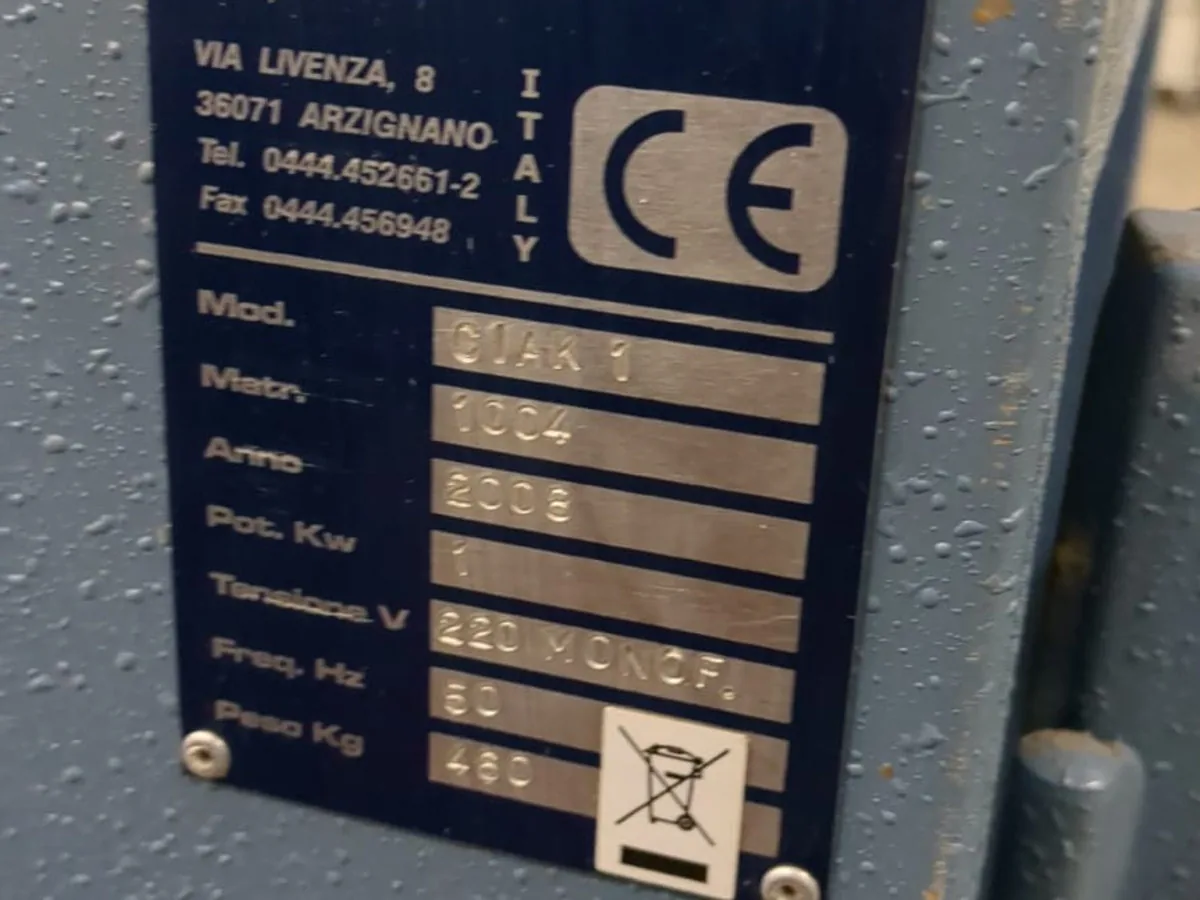 VIA LIVENZA, 8
36071 ARZIGNANO
Tel. 0444.452661-2
Fax 0444.456948
ITALY
CE
Mod. CIAK 1
Matr. 1004
Anno 2008
Pot. Kw 1
Tensione V 220 MONOF.
Freq. Hz 50
Peso Kg 480